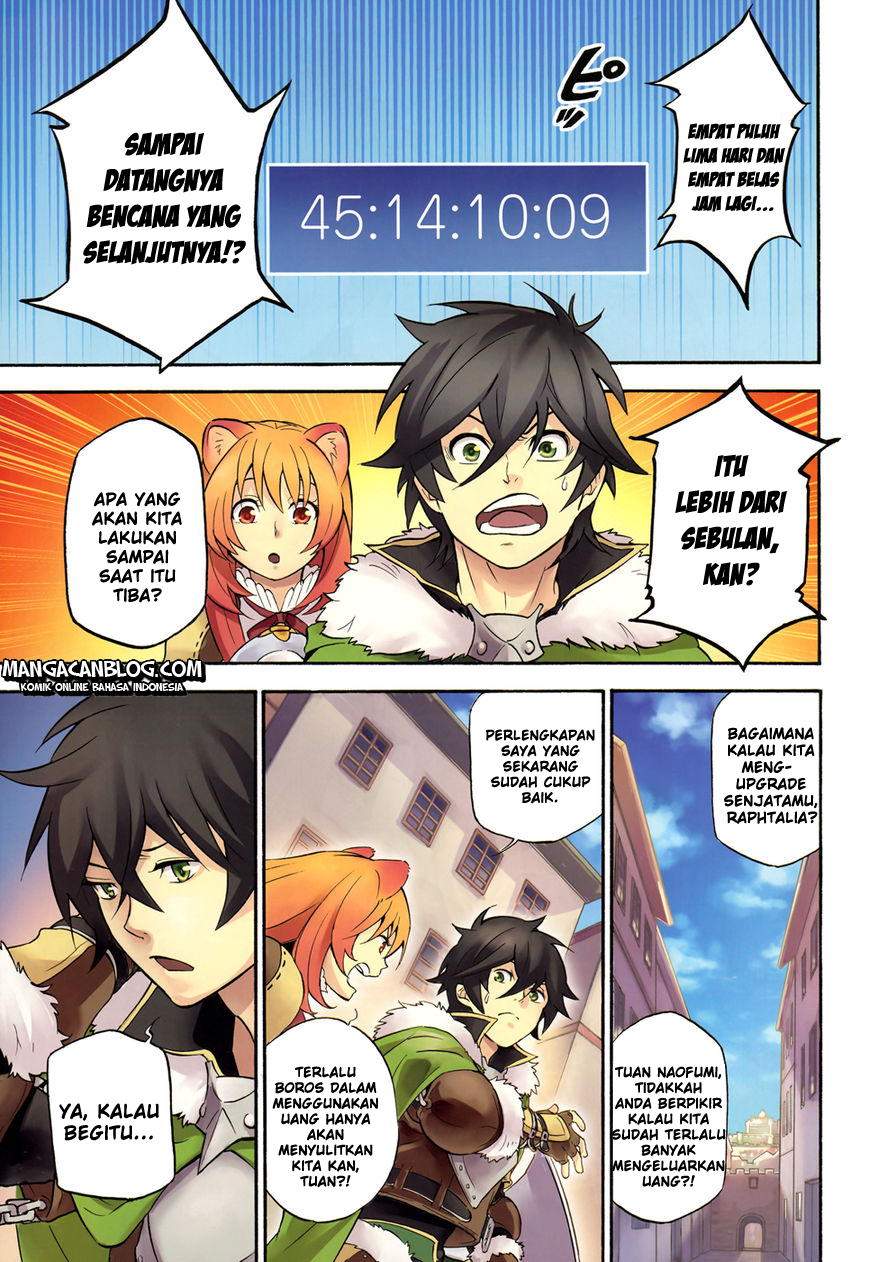 ピッ
EMPAT PULUH
LIMA HARI DAN
EMPAT BELAS
JAM LAGI...
45:14:10:09
SAMPAI
DATANGNYA
BENCANA YANG
SELANJUTNYA!?
ITU
LEBIH DARI
SEBULAN,
KAN?
APA YANG
AKAN KITA
LAKUKAN
SAMPAI
SAAT ITU
TIBA?
MANGACANBLOG.COM
KOMIK ONLINE BAHASA INDONESIA
BAGAIMANA
KALAU KITA
MENG-
UPGRADE
SENJATAMU,
RAPHTALIA?
TUAN NAOFUMI,
TIDAKKAH
ANDA BERPIKIR
KALAU KITA
SUDAH TERLALU
BANYAK
MENGELUARKAN
UANG?!
PERLENGKAPAN
SAYA YANG
SEKARANG
SUDAH CUKUP
BAIK.
TERLALU
BOROS DALAM
MENGGUNAKAN
UANG HANYA
AKAN
MENYULITKAN
KITA KAN,
TUAN?!
YA, KALAU
BEGITU...